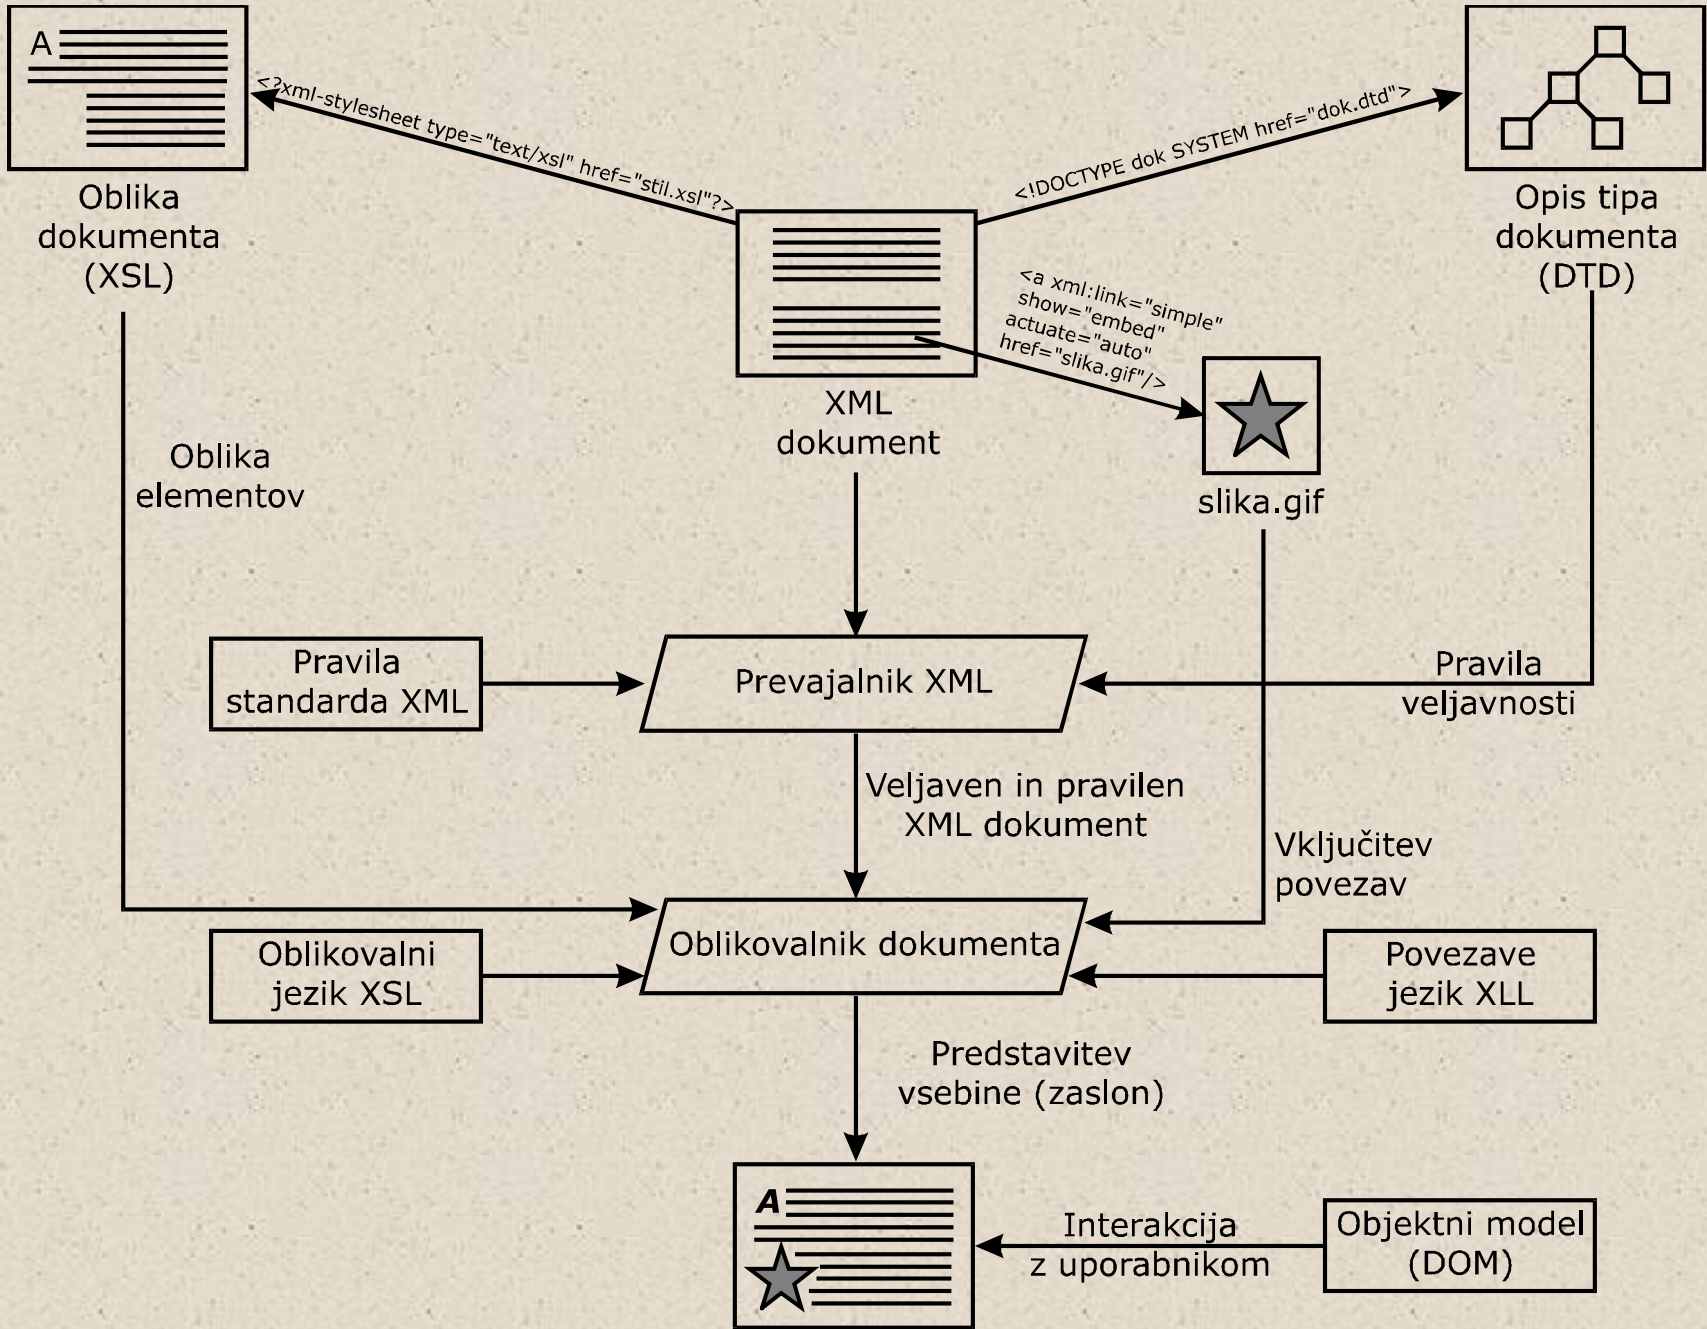 A
<?xml-stylesheet type="text/xsl" href="stil.xsl"?>
<!DOCTYPE dok SYSTEM href="dok.dtd">
Oblika
dokumenta
(XSL)
Opis tipa
dokumenta
(DTD)
<a xml:link="simple"
show="embed"
actuate="auto"
href="slika.gif"/>
XML
dokument
slika.gif
Oblika
elementov
Pravila
standarda XML
Prevajalnik XML
Pravila
veljavnosti
Veljaven in pravilen
XML dokument
Vključitev
povezav
Oblikovalni
jezik XSL
Oblikovalnik dokumenta
Povezave
jezik XLL
Predstavitev
vsebine (zaslon)
A
Interakcija
z uporabnikom
Objektni model
(DOM)